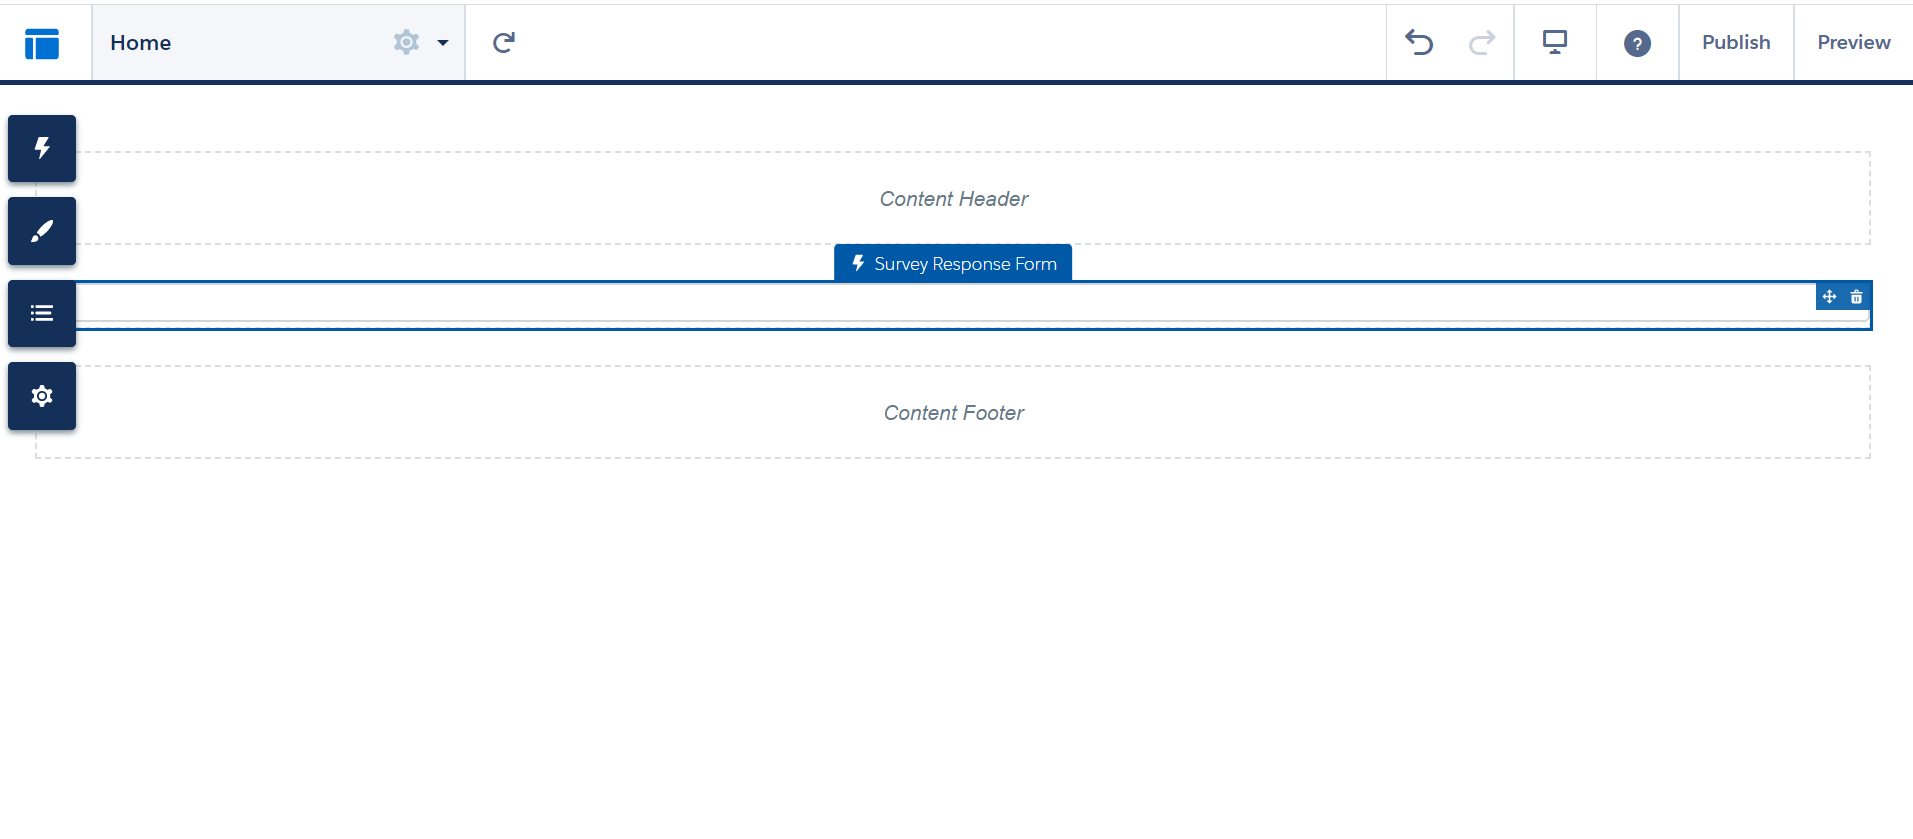 Home
?
Publish
Preview
Content Header
Survey Response Form
Content Footer